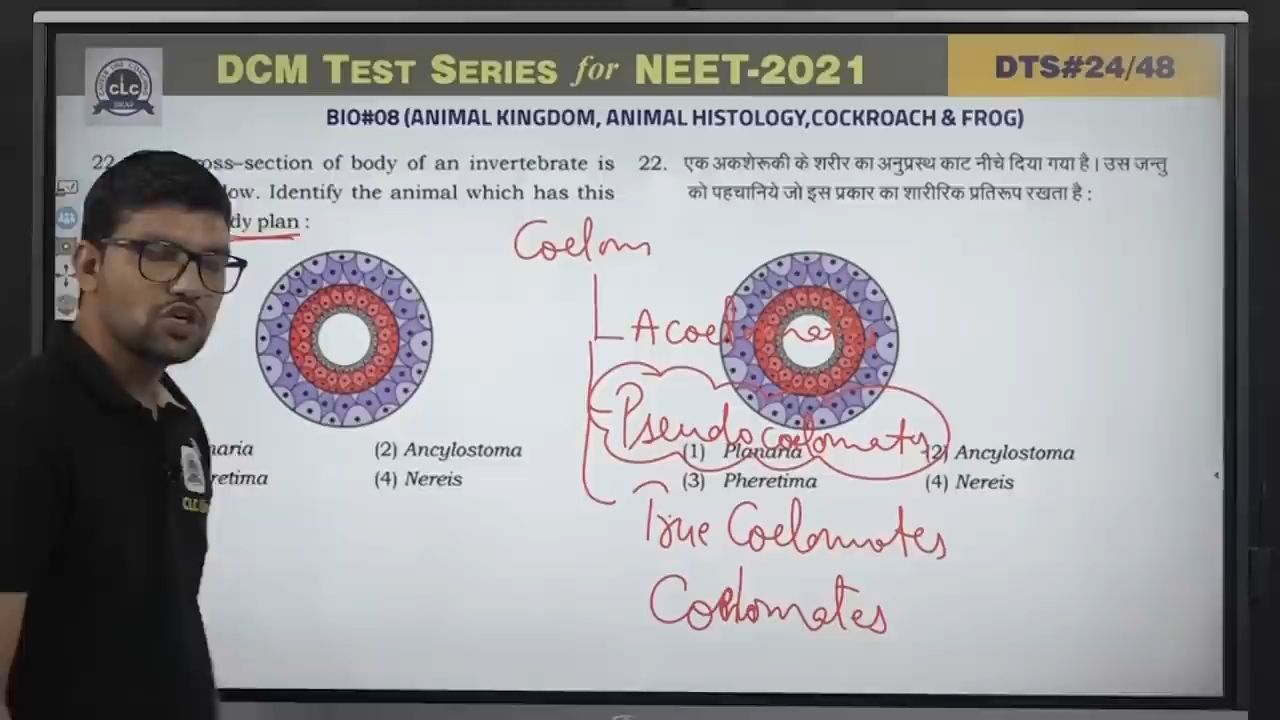 DCM TEST SERIES for NEET-2021
DTS#24/48
CLC
BIO#08 (ANIMAL KINGDOM, ANIMAL HISTOLOGY,COCKROACH & FROG)
22. ross-section of body of an invertebrate is
low. Identify the animal which has this
dy plan :
naria
(2) Ancylostoma
retima
(4) Nereis
22. एक अकशेरूकी के शरीर का अनुप्रस्थ काट नीचे दिया गया है। उस जन्तु
को पहचानिये जो इस प्रकार का शारीरिक प्रतिरूप रखता है :
Coelom
Pseudocoelomates
(1) Planaria
(2) Ancylostoma
(3) Pheretima
(4) Nereis
True Coelomates
Coelomates
CLC